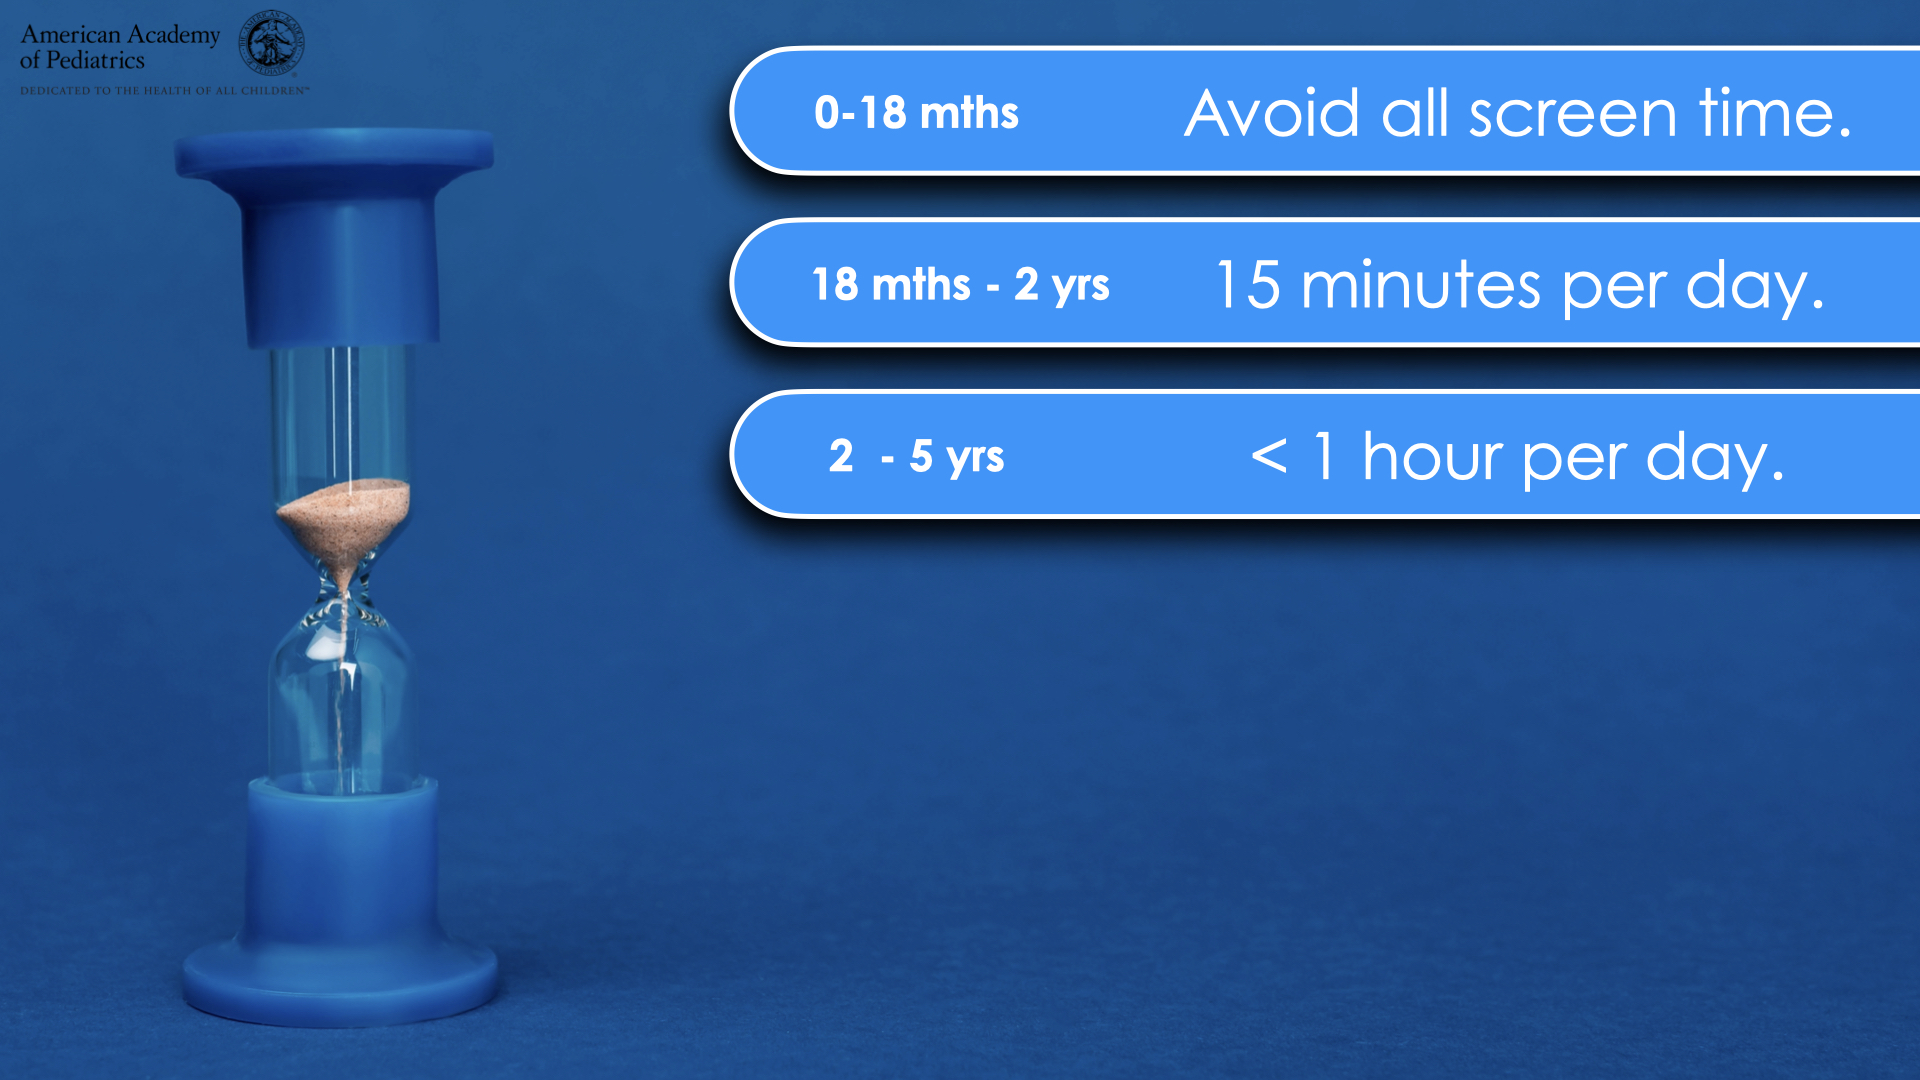 American Academy
of Pediatrics
DEDICATED TO THE HEALTH OF ALL CHILDREN™
0-18 mths Avoid all screen time.
18 mths - 2 yrs 15 minutes per day.
2 - 5 yrs < 1 hour per day.